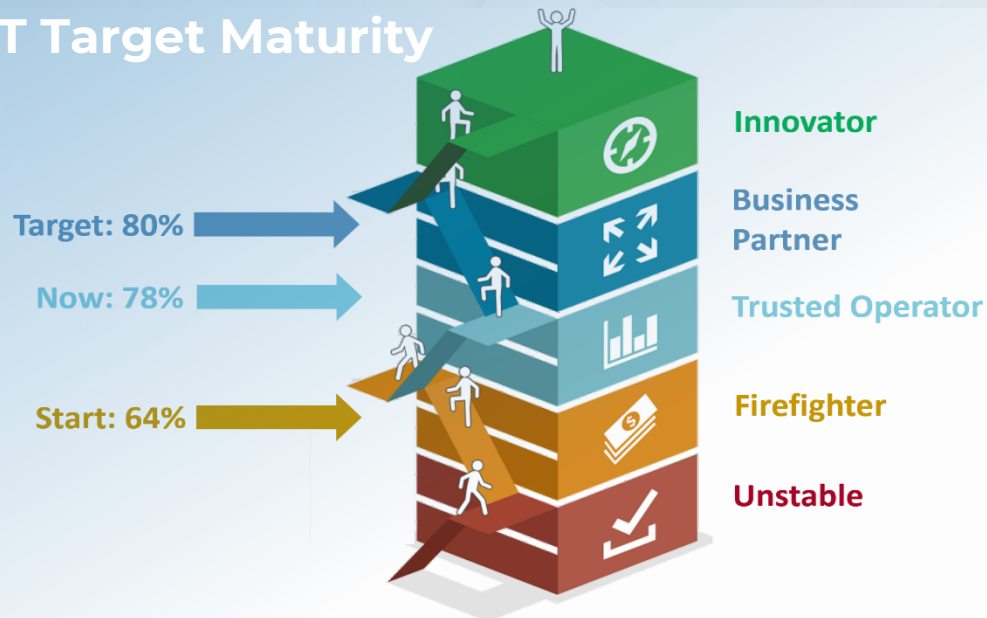 T Target Maturity
Innovator
Target: 80%
Business
Partner
Now: 78%
Trusted Operator
Start: 64%
Firefighter
Unstable
$